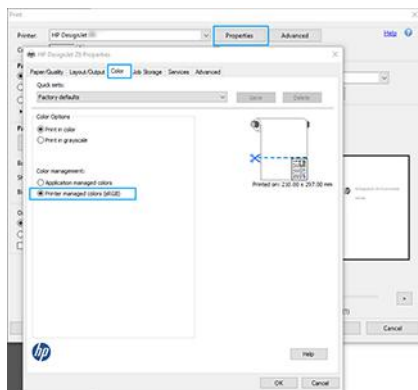 Print
Printer: HP DesignJet
Properties
Advanced
Help
HP DesignJet Z6 Properties
Paper/Quality
Layout/Output
Color
Job Storage
Services
Advanced
Quick sets:
Factory defaults
Save
Delete
Color Options
Print in color
Print in grayscale
Color management:
Application managed colors
Printer managed colors (sRGB)
Printed on: 230.00 x 297.00 mm
hp
Help
OK
Cancel
Cancel